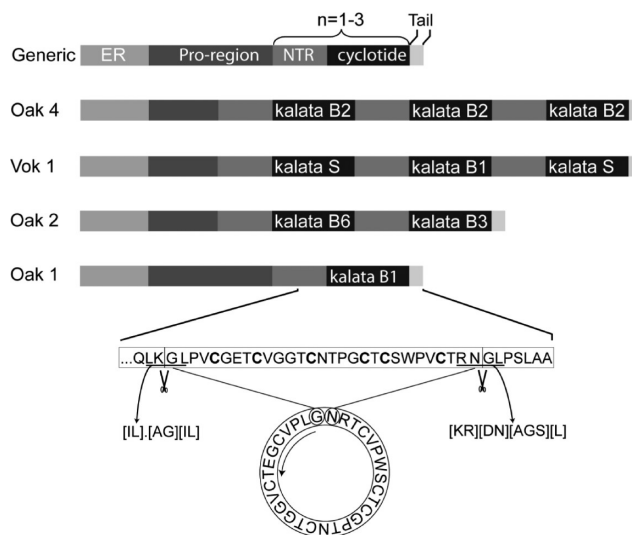 n=1-3
Tail
Generic ER Pro-region NTR cyclotide
Oak 4 kalata B2 kalata B2 kalata B2
Vok 1 kalata S kalata B1 kalata S
Oak 2 kalata B6 kalata B3
Oak 1 kalata B1
...QLKGLPVCGETCVGGTCNTPGCTCSWPVCTRNGLPSLAA
[IL].[AG][IL]
[KR][DN][AGS][L]
GNRTCVPWSCTCGPTNCTGGVCTEGCVPL